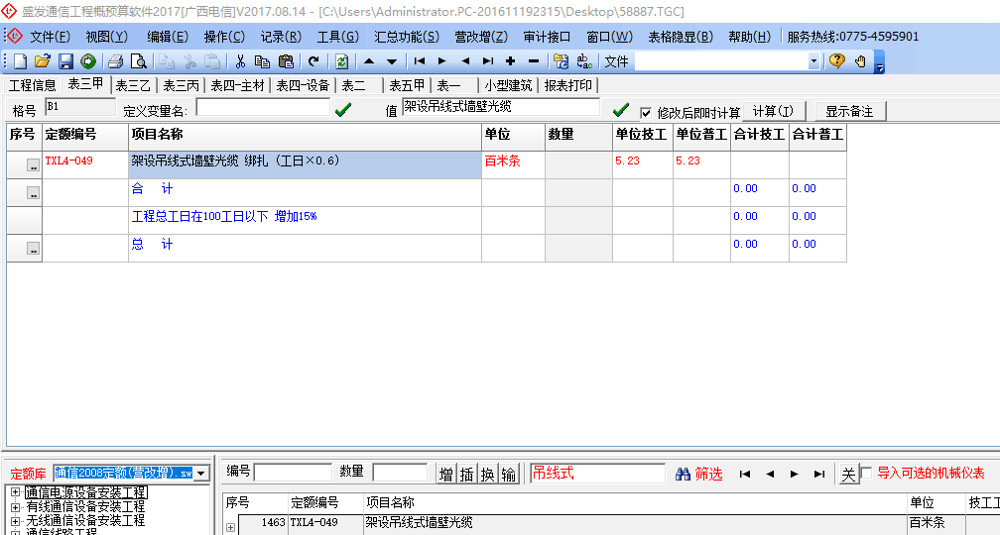 盛发通信工程概预算软件2017[广西电信]V2017.08.14 - [C:\Users\Administrator.PC-201611192315\Desktop\58887.TGC]
文件(F) 视图(Y) 编辑(E) 操作(C) 记录(R) 工具(G) 汇总功能(S) 营改增(Z) 审计接口 窗口(W) 表格隐显(B) 帮助(H) 服务热线:0775-4595901
文件
工程信息 表三甲 表三乙 表三丙 表四-主材 表四-设备 表二 表五甲 表一 小型建筑 报表打印
格号 B1 定义变量名: 值 架设吊线式墙壁光缆 修改后即时计算 计算(I) 显示备注
序号 定额编号 项目名称 单位 数量 单位技工 单位普工 合计技工 合计普工
TXL4-049 架设吊线式墙壁光缆 绑扎 (工日×0.6) 百米条 5.23 5.23
合 计 0.00 0.00
工程总工日在100工日以下 增加15% 0.00 0.00
总 计 0.00 0.00
定额库 通信2008定额(营改增).sw 编号 数量 增 插 换 输 吊线式 筛选 关 导入可选的机械仪表
通信电源设备安装工程
有线通信设备安装工程
无线通信设备安装工程
通信线路工程
序号 定额编号 项目名称 单位 技工工
1463 TXL4-049 架设吊线式墙壁光缆 百米条